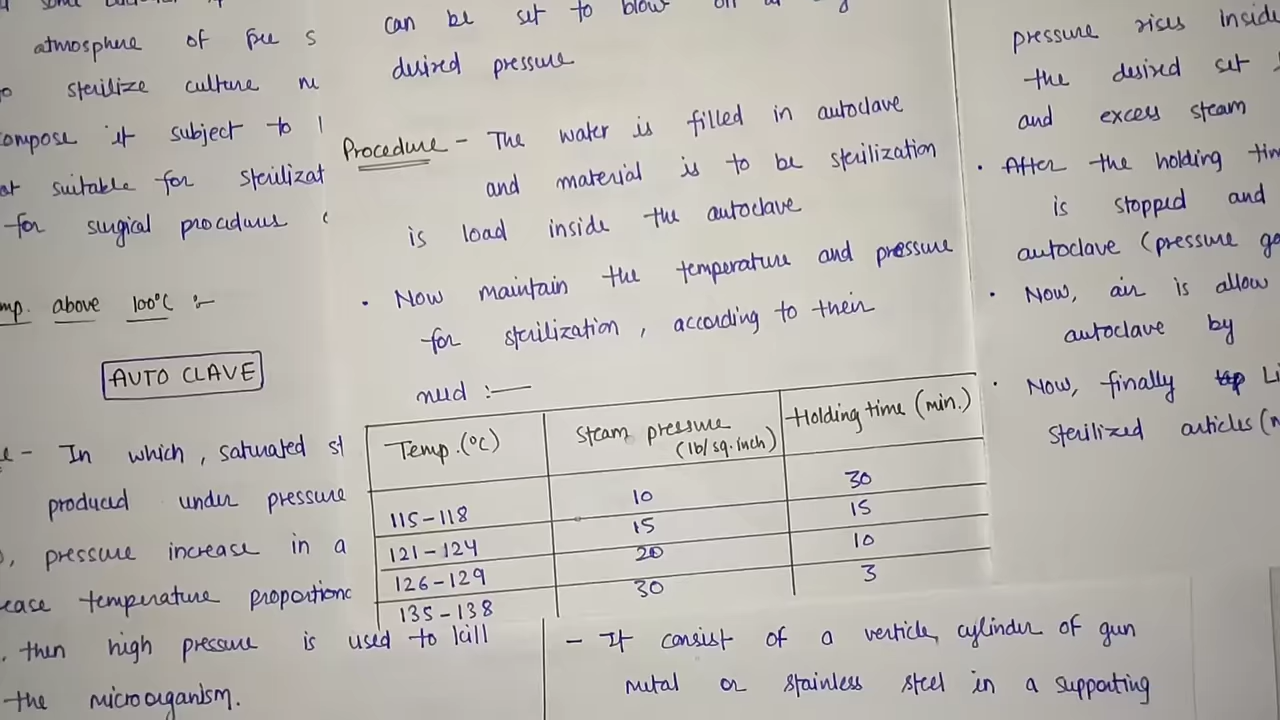 atmosphere of free s
sterilize culture
compose it subject to
suitable for sterilizat
for surgical procedures
above 100°C :-
AUTO CLAVE
- In which, saturated st
produced under pressure
pressure increase in a
temperature proportiona
then high pressure is used to kill
the microorganism.
can be set to blow off
desired pressure
Procedure - The water is filled in autoclave
and material is to be sterilization
is load inside the autoclave
• Now maintain the temperature and pressure
for sterilization, according to their
need :-
Temp. (°C) Steam pressure (lb/sq.inch) Holding time (min.)
115-118 10 30
121-124 15 15
126-129 20 10
135-138 30 3
- It consist of a verticle cylinder of gun
metal or stainless steel in a supporting
pressure rises inside
the desired set
and excess steam
• After the holding tim
is stopped and
autoclave (pressure ga
• Now, air is allow
autoclave by
• Now, finally Li
sterilized articles (m